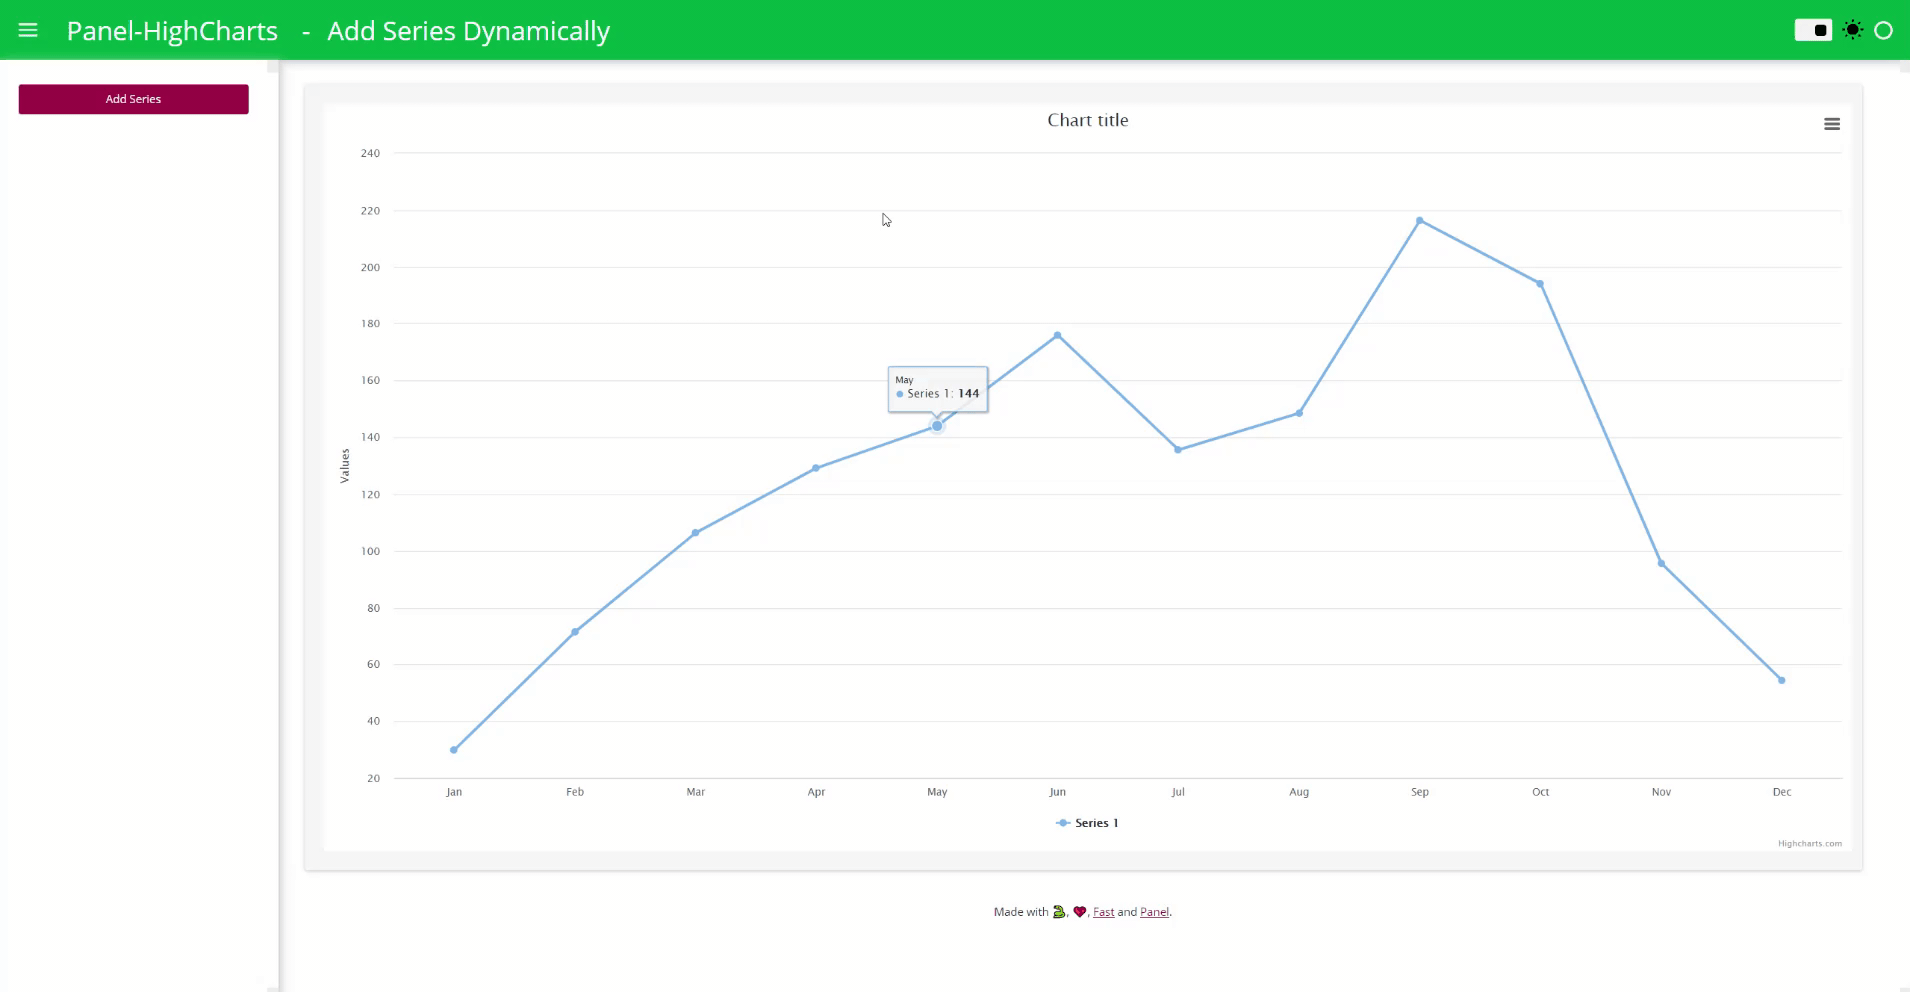 Panel-HighCharts - Add Series Dynamically
Add Series
Chart title
240
220
200
180
160
140
120
100
80
60
40
20
Values
May
Series 1: 144
Jan Feb Mar Apr May Jun Jul Aug Sep Oct Nov Dec
Series 1
Highcharts.com
Made with 🐍, ❤, Fast and Panel.